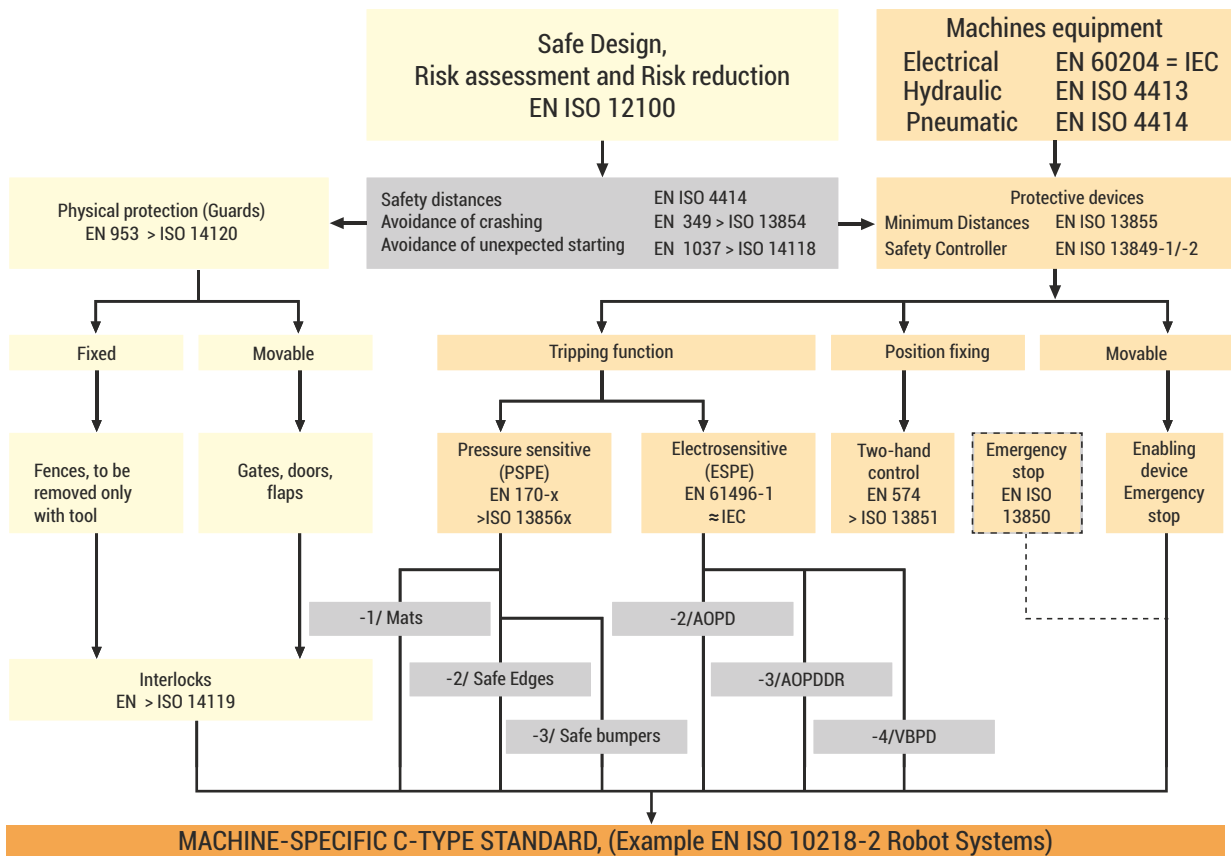 Safe Design,
Risk assessment and Risk reduction
EN ISO 12100
Machines equipment
Electrical EN 60204 = IEC
Hydraulic EN ISO 4413
Pneumatic EN ISO 4414
Physical protection (Guards)
EN 953 > ISO 14120
Safety distances EN ISO 4414
Avoidance of crashing EN 349 > ISO 13854
Avoidance of unexpected starting EN 1037 > ISO 14118
Protective devices
Minimum Distances EN ISO 13855
Safety Controller EN ISO 13849-1/-2
Fixed
Movable
Tripping function
Position fixing
Movable
Fences, to be
removed only
with tool
Gates, doors,
flaps
Pressure sensitive
(PSPE)
EN 170-x
>ISO 13856x
Electrosensitive
(ESPE)
EN 61496-1
≈ IEC
Two-hand
control
EN 574
> ISO 13851
Emergency
stop
EN ISO
13850
Enabling
device
Emergency
stop
-1/ Mats
-2/AOPD
-2/ Safe Edges
-3/AOPDDR
-3/ Safe bumpers
-4/VBPD
Interlocks
EN > ISO 14119
MACHINE-SPECIFIC C-TYPE STANDARD, (Example EN ISO 10218-2 Robot Systems)